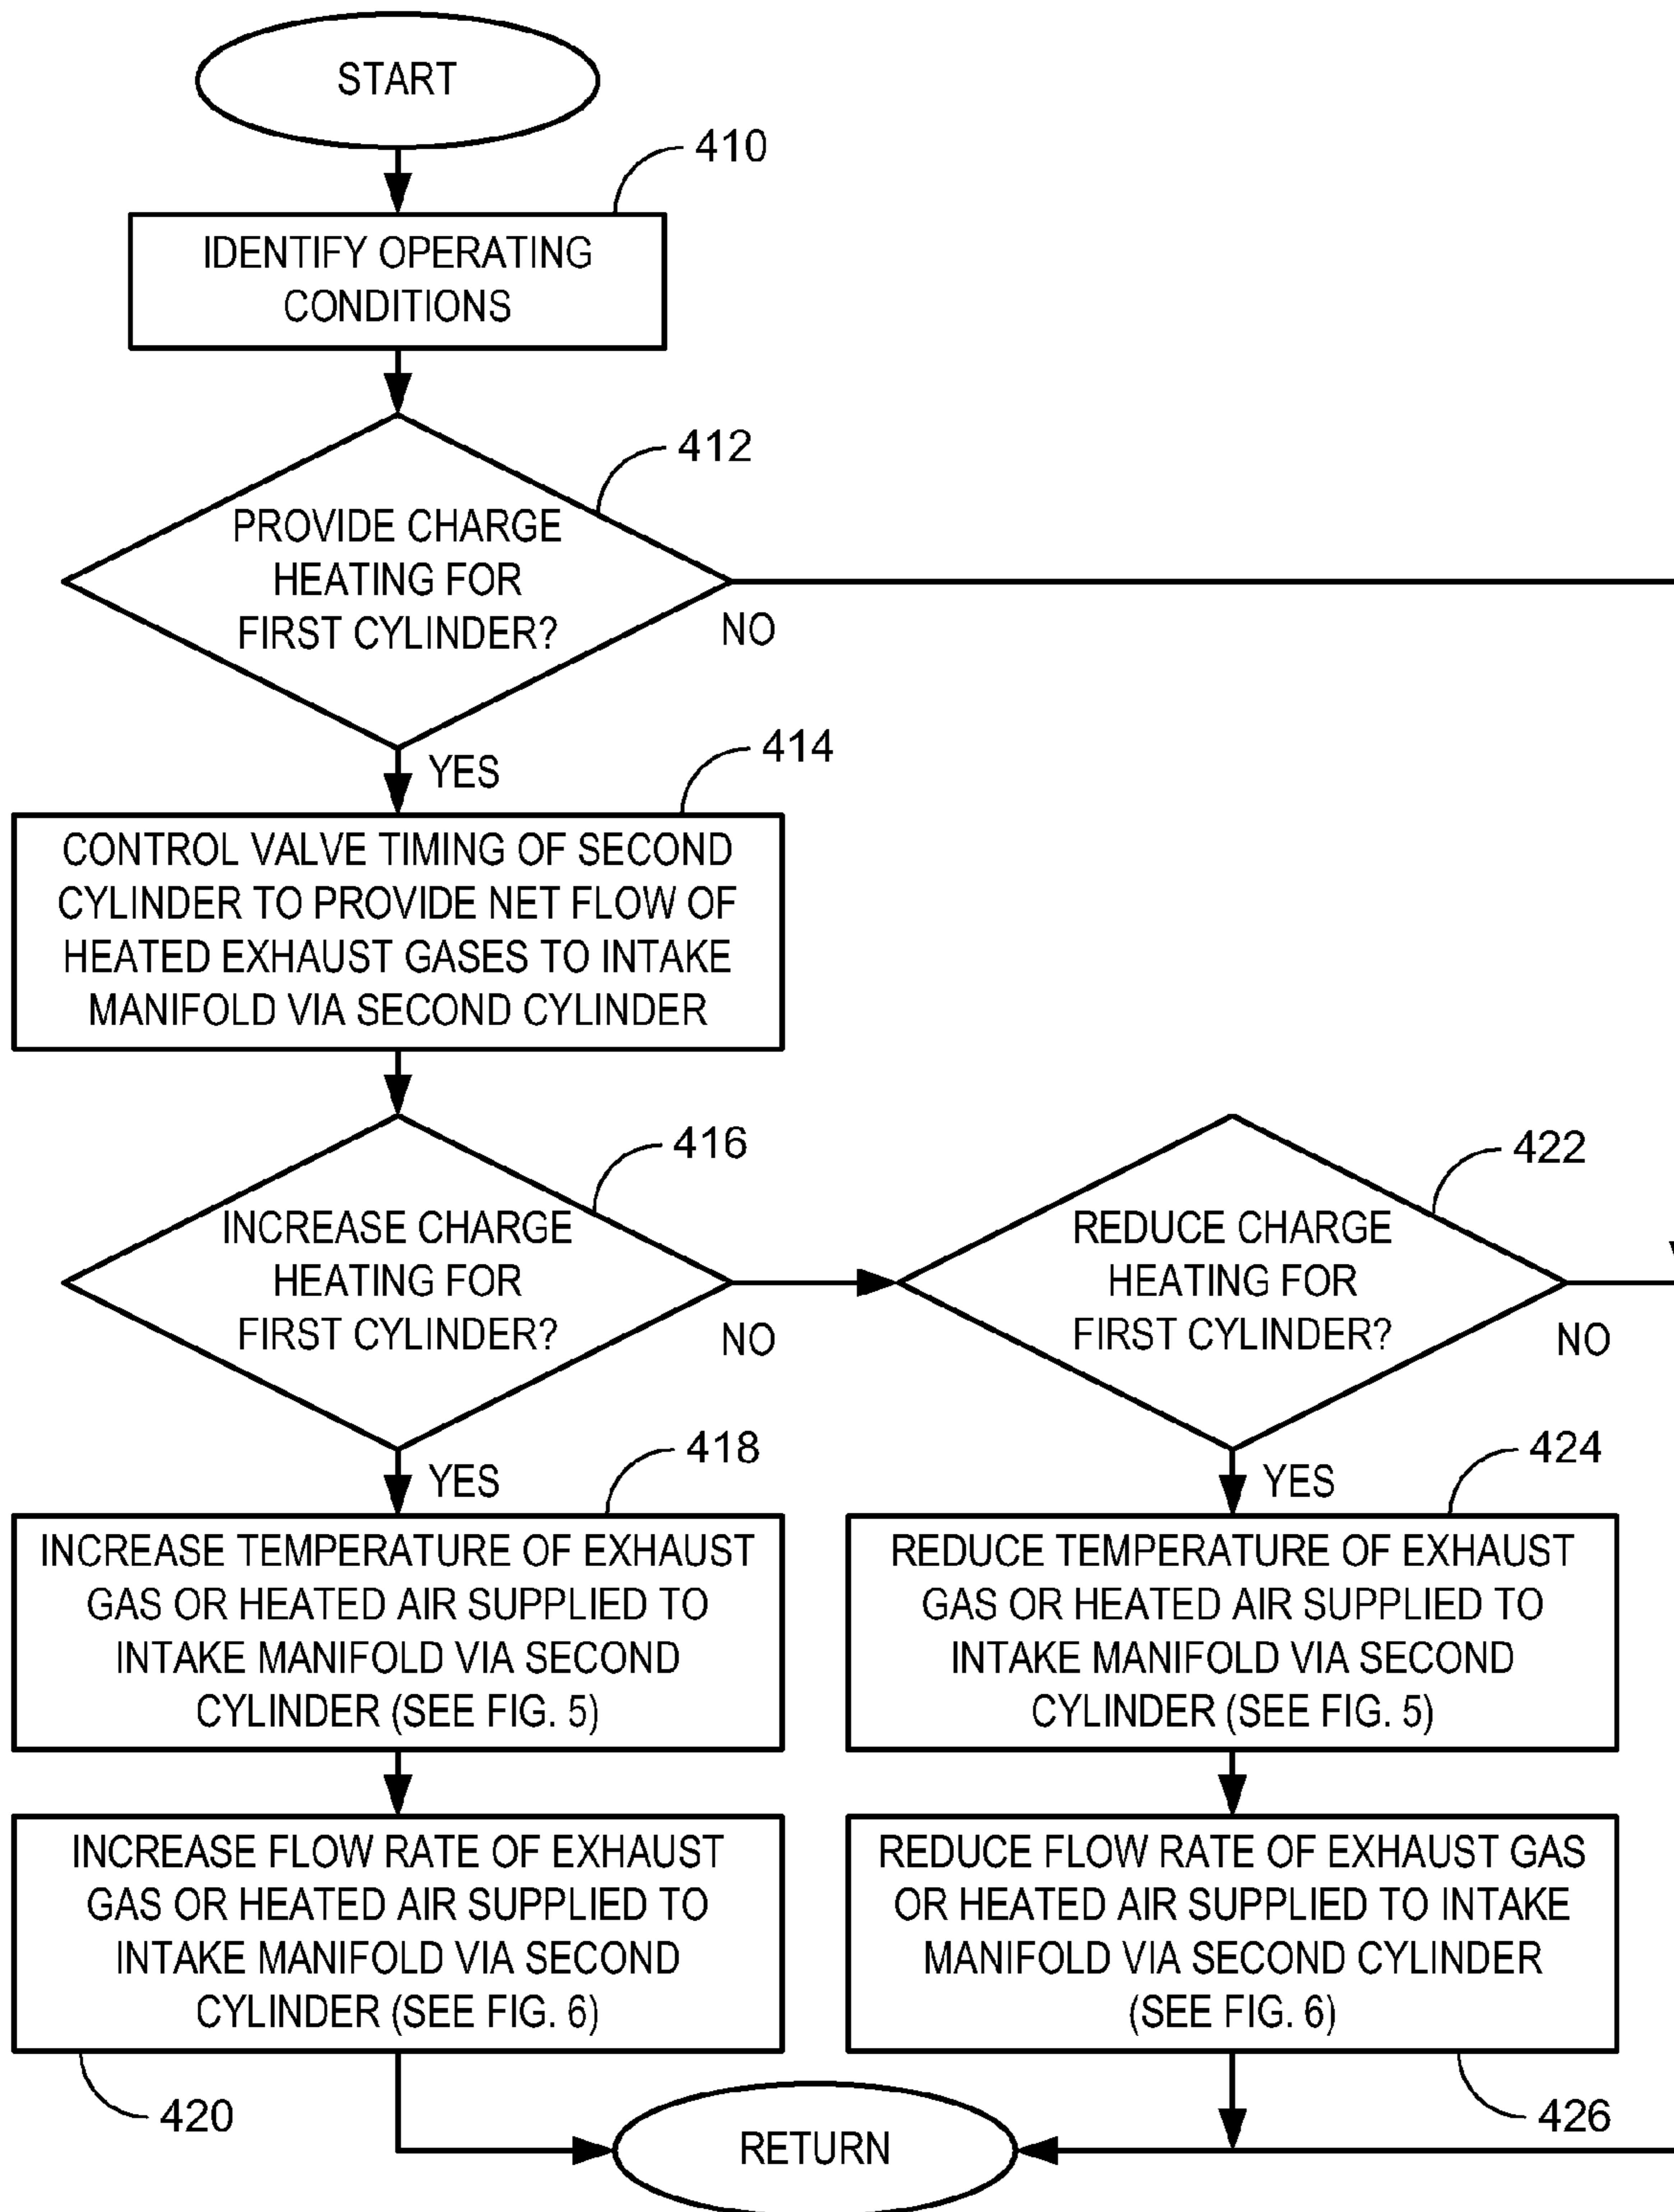 START
410
IDENTIFY OPERATING
CONDITIONS
412
PROVIDE CHARGE
HEATING FOR
FIRST CYLINDER?
NO
YES
414
CONTROL VALVE TIMING OF SECOND
CYLINDER TO PROVIDE NET FLOW OF
HEATED EXHAUST GASES TO INTAKE
MANIFOLD VIA SECOND CYLINDER
416
INCREASE CHARGE
HEATING FOR
FIRST CYLINDER?
NO
YES
422
REDUCE CHARGE
HEATING FOR
FIRST CYLINDER?
NO
YES
418
INCREASE TEMPERATURE OF EXHAUST
GAS OR HEATED AIR SUPPLIED TO
INTAKE MANIFOLD VIA SECOND
CYLINDER (SEE FIG. 5)
424
REDUCE TEMPERATURE OF EXHAUST
GAS OR HEATED AIR SUPPLIED TO
INTAKE MANIFOLD VIA SECOND
CYLINDER (SEE FIG. 5)
INCREASE FLOW RATE OF EXHAUST
GAS OR HEATED AIR SUPPLIED TO
INTAKE MANIFOLD VIA SECOND
CYLINDER (SEE FIG. 6)
420
REDUCE FLOW RATE OF EXHAUST GAS
OR HEATED AIR SUPPLIED TO INTAKE
MANIFOLD VIA SECOND CYLINDER
(SEE FIG. 6)
426
RETURN